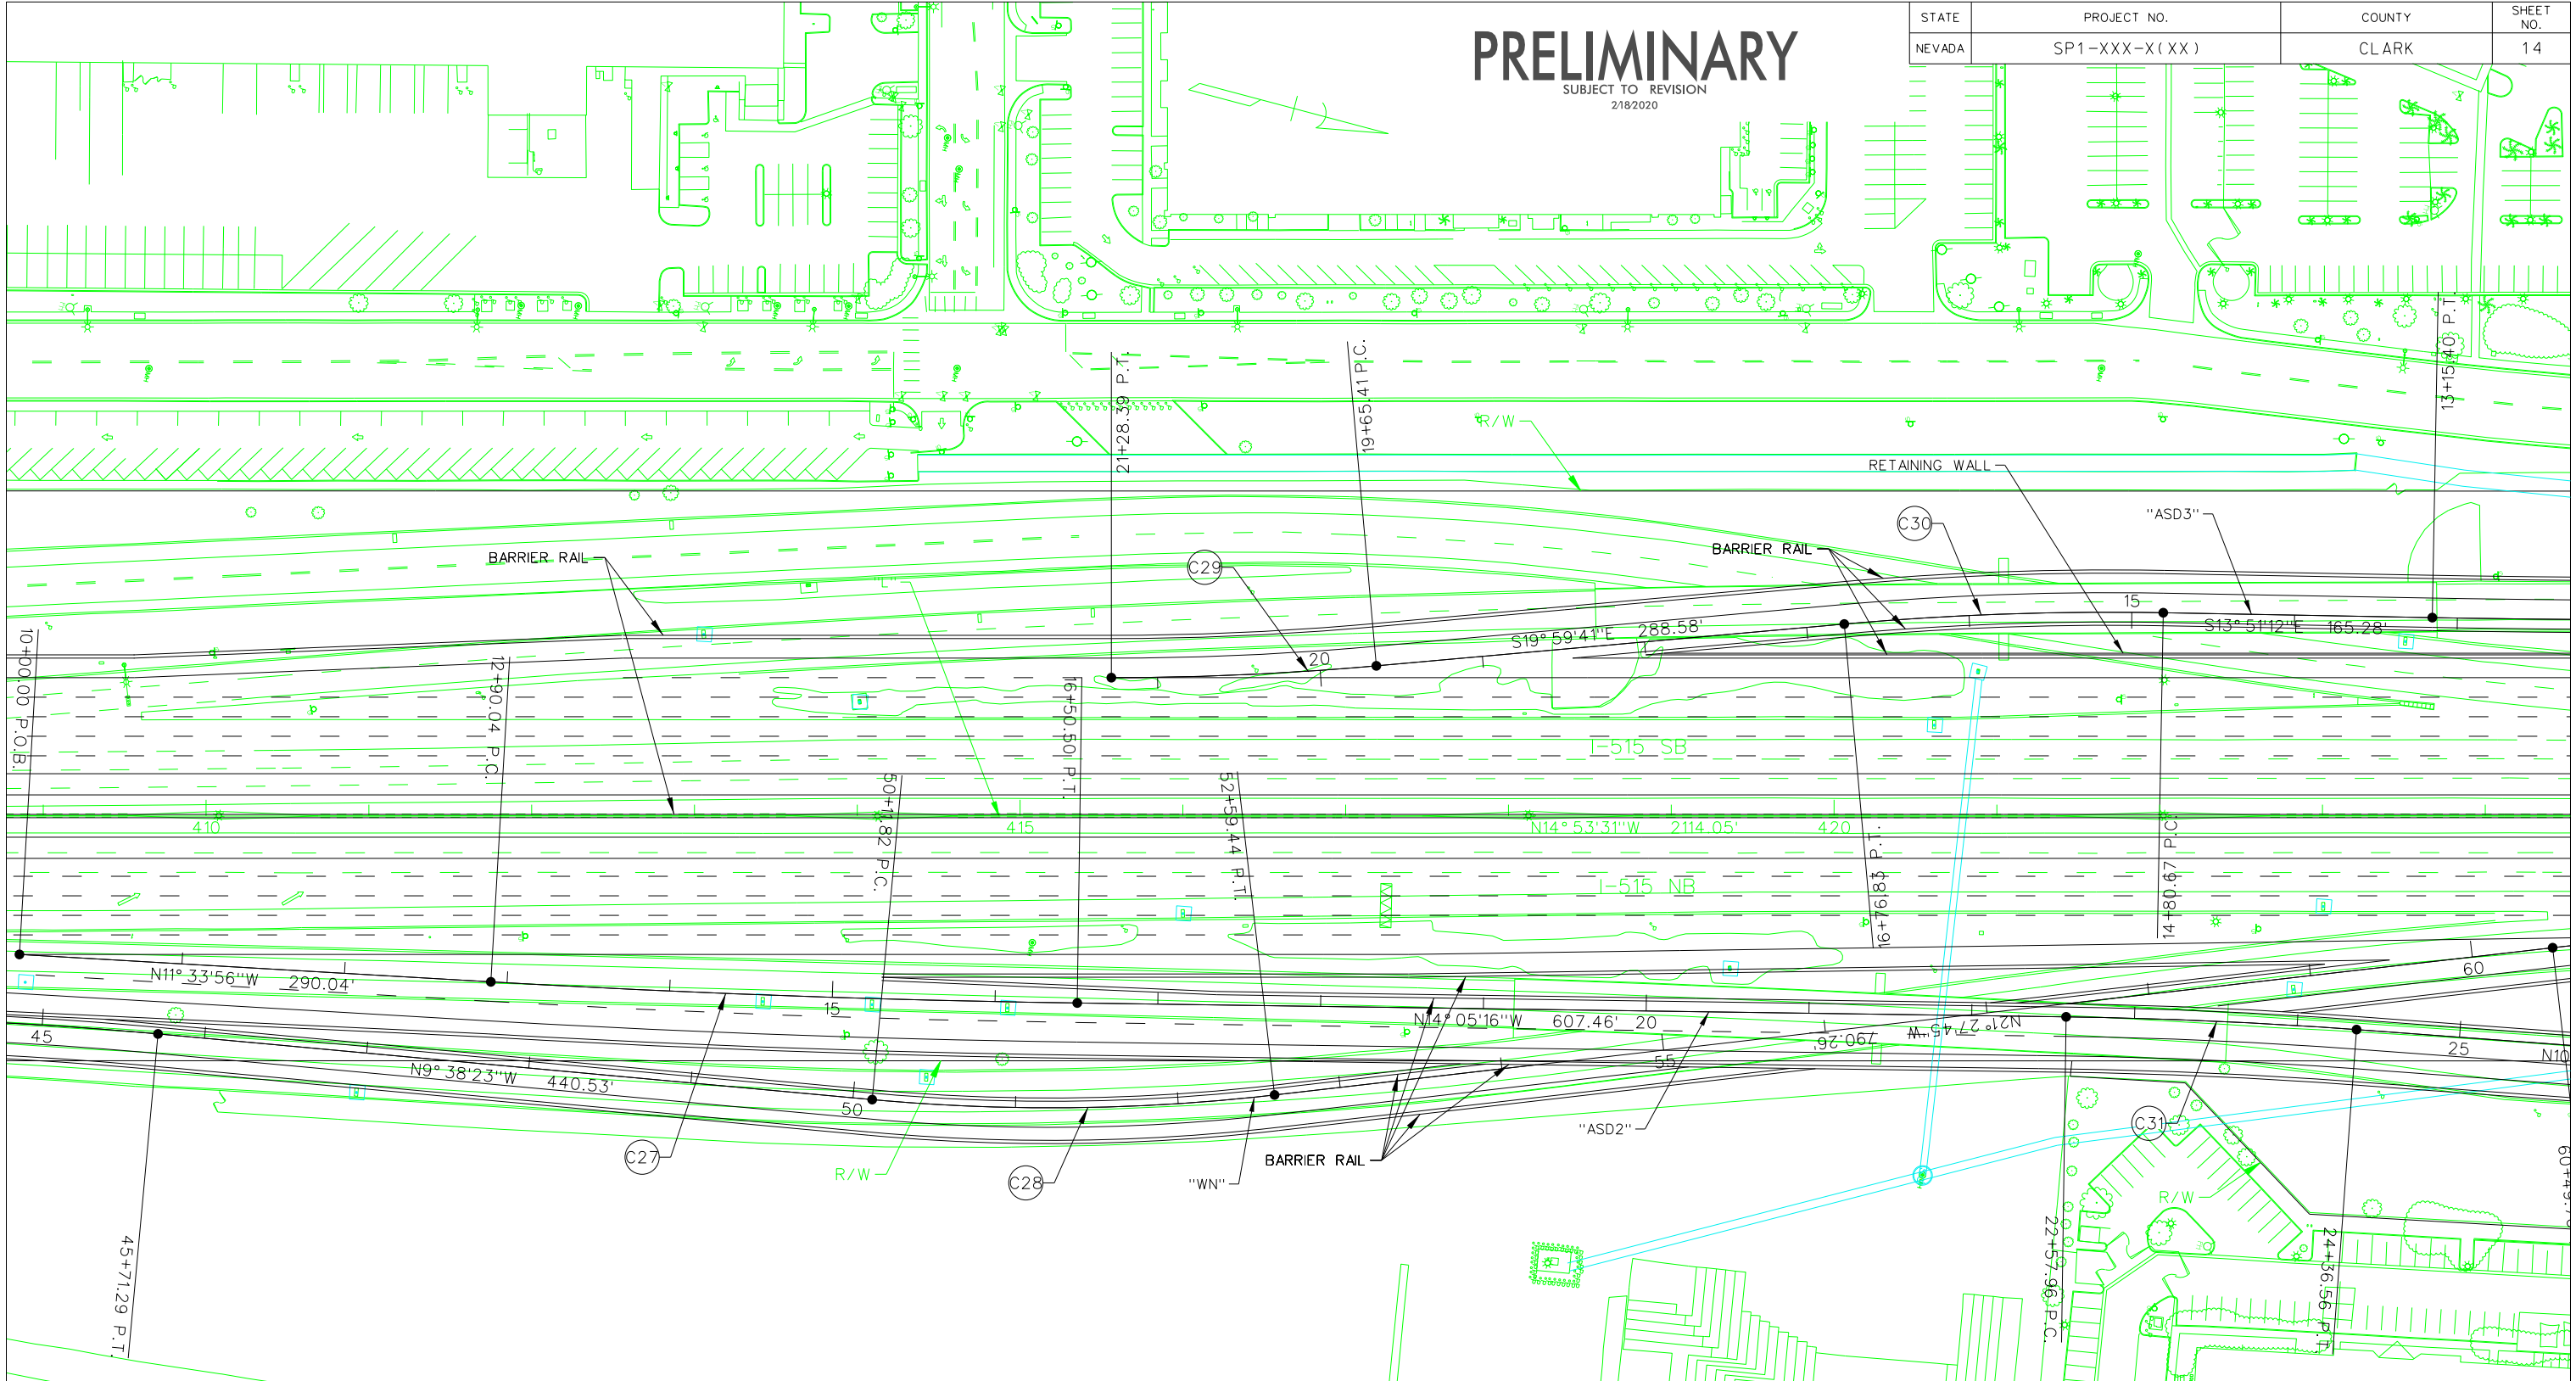 STATE
PROJECT NO.
COUNTY
SHEET
NO.
NEVADA
SP1-XXX-X(XX)
CLARK
14
PRELIMINARY
SUBJECT TO REVISION
2/18/2020
21+28.39 P.T.
19+65.41 P.C.
13+15.40 P.T.
R/W
RETAINING WALL
"ASD3"
C30
BARRIER RAIL
BARRIER RAIL
C29
"L"
15
S19°59'41"E 288.58'
S13°51'12"E 165.28'
20
10+00.00 P.O.B.
12+90.04 P.C.
16+50.50 P.T.
I-515 SB
50+11.82 P.C.
52+59.44 P.T.
410
415
N14°53'31"W 2114.05'
420
16+76.83 P.T.
14+80.67 P.C.
I-515 NB
N11°33'56"W 290.04'
15
60
N14°05'16"W 607.46'
20
N21°27'45"W
790.26'
45
55
25
N10
N9°38'23"W 440.53'
50
C27
R/W
C28
"WN"
BARRIER RAIL
"ASD2"
C31
R/W
45+71.29 P.T.
22+57.96 P.C.
24+36.56 P.T.